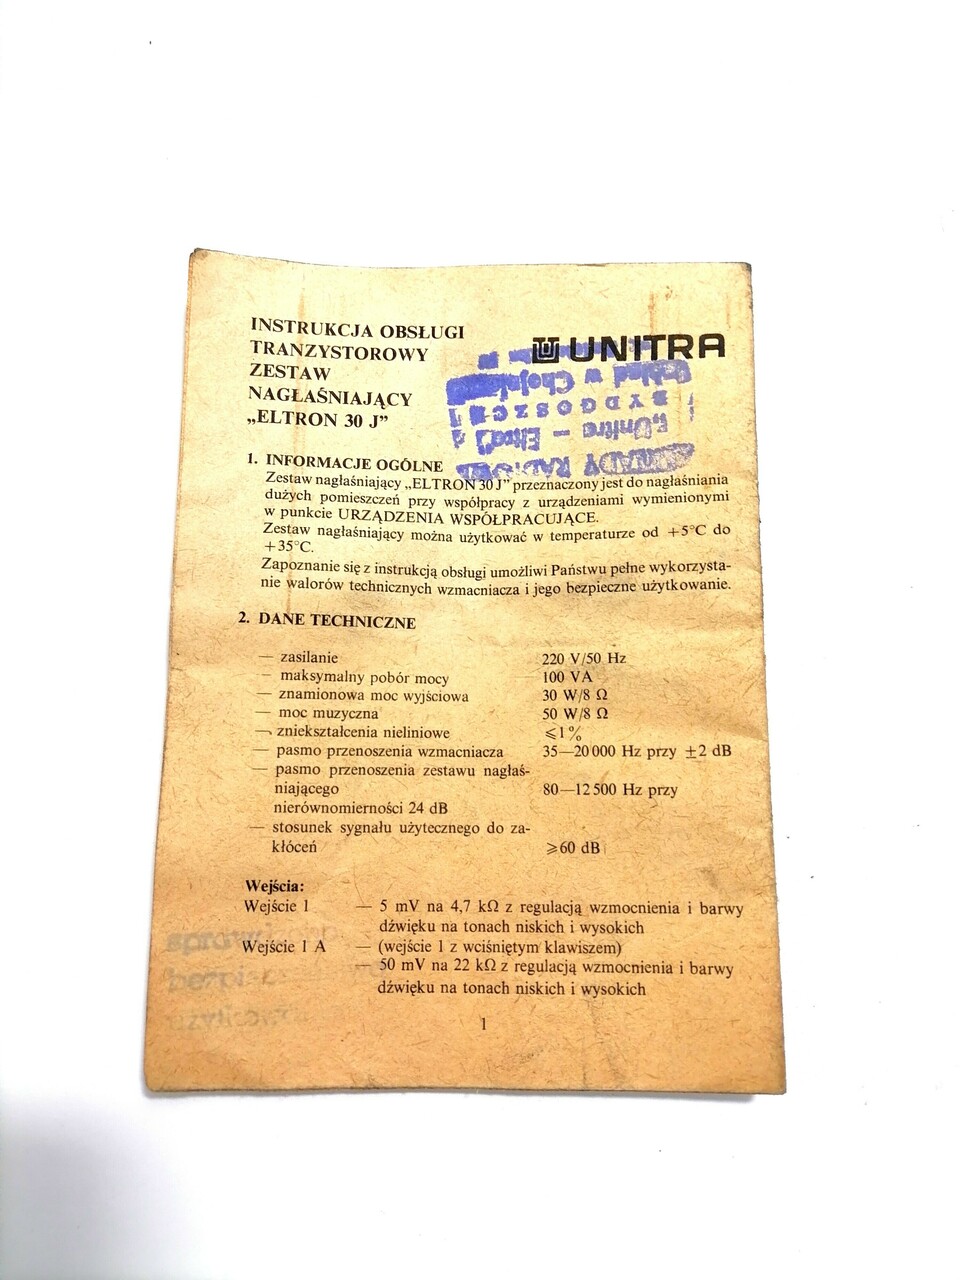 INSTRUKCJA OBSŁUGI
TRANZYSTOROWY
ZESTAW
NAGŁAŚNIAJĄCY
„ELTRON 30 J”
UNITRA
Zakład w Chojnicach
BYDGOSZCZ
„Unitra – Eltra”
ZAKŁADY RADIOWE
1. INFORMACJE OGÓLNE
Zestaw nagłaśniający „ELTRON 30 J” przeznaczony jest do nagłaśniania
dużych pomieszczeń przy współpracy z urządzeniami wymienionymi
w punkcie URZĄDZENIA WSPÓŁPRACUJĄCE.
Zestaw nagłaśniający można użytkować w temperaturze od +5°C do
+35°C.
Zapoznanie się z instrukcją obsługi umożliwi Państwu pełne wykorzysta-
nie walorów technicznych wzmacniacza i jego bezpieczne użytkowanie.
2. DANE TECHNICZNE
— zasilanie 220 V/50 Hz
— maksymalny pobór mocy 100 VA
— znamionowa moc wyjściowa 30 W/8 Ω
— moc muzyczna 50 W/8 Ω
— zniekształcenia nieliniowe ⩽1%
— pasmo przenoszenia wzmacniacza 35—20 000 Hz przy ±2 dB
— pasmo przenoszenia zestawu nagłaś-
niającego 80—12 500 Hz przy
nierównomierności 24 dB
— stosunek sygnału użytecznego do za-
kłóceń ⩾60 dB
Wejścia:
Wejście 1 — 5 mV na 4,7 kΩ z regulacją wzmocnienia i barwy
dźwięku na tonach niskich i wysokich
Wejście 1 A — (wejście 1 z wciśniętym klawiszem)
— 50 mV na 22 kΩ z regulacją wzmocnienia i barwy
dźwięku na tonach niskich i wysokich
1